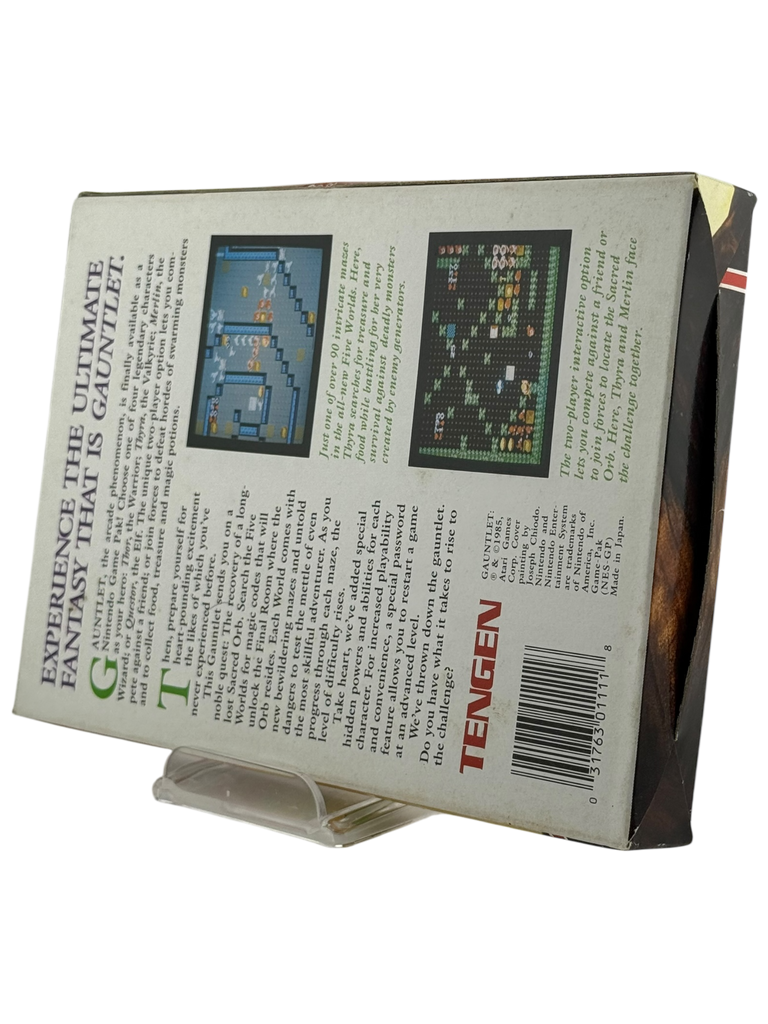 EXPERIENCE THE ULTIMATE
FANTASY THAT IS GAUNTLET.
GAUNTLET, the arcade phenomenon, is finally available as a
Nintendo Game Pak! Choose one of four legendary characters
as your hero: Thor, the Warrior; Thyra, the Valkyrie; Merlin, the
Wizard; or Questor, the Elf. The unique two-player option lets you com-
pete against a friend; or join forces to defeat hordes of swarming monsters
and to collect food, treasure and magic potions.
Then, prepare yourself for
heart-pounding excitement
the likes of which you've
never experienced before.
This Gauntlet sends you on a
noble quest: The recovery of a long-
lost Sacred Orb. Search the Five
Worlds for magic codes that will
unlock the Final Room where the
Orb resides. Each World comes with
new bewildering mazes and untold
dangers to test the mettle of even
the most skillful adventurer. As you
progress through each maze, the
level of difficulty rises.
Take heart, we've added special
hidden powers and abilities for each
character. For increased playability
and convenience, a special password
feature allows you to restart a game
at an advanced level.
We've thrown down the gauntlet.
Do you have what it takes to rise to
the challenge?
Just one of over 90 intricate mazes
in the all-new Five Worlds. Here,
Thyra searches for treasure and
food while battling for her very
survival against deadly monsters
created by enemy generators.
The two-player interactive option
lets you compete against a friend or
to join forces to locate the Sacred
Orb. Here, Thyra and Merlin face
the challenge together.
TENGEN
GAUNTLET:
® & ©1985,
Atari Games
Corp. Cover
painting by
Joseph Chiodo.
Nintendo and
Nintendo Enter-
tainment System
are trademarks
of Nintendo of
America, Inc.
Game-Pak
(NES-GP)
Made in Japan.
0 31763 01111 8